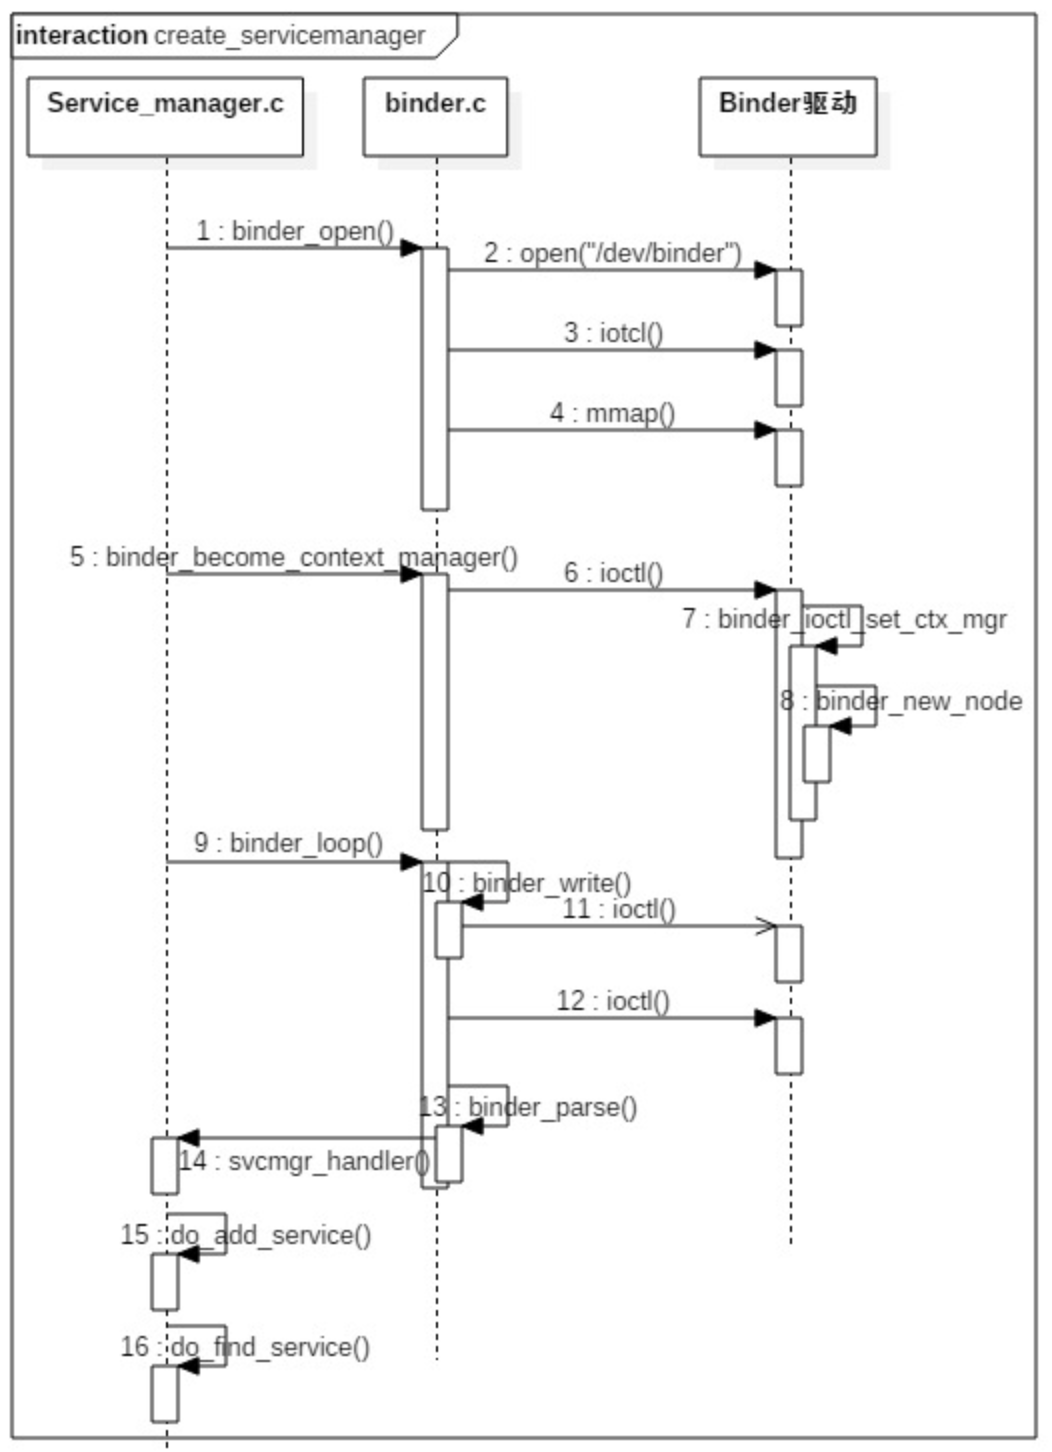 interaction create_servicemanager
Service_manager.c
binder.c
Binder驱动
1 : binder_open()
2 : open("/dev/binder")
3 : iotcl()
4 : mmap()
5 : binder_become_context_manager()
6 : ioctl()
7 : binder_ioctl_set_ctx_mgr
8 : binder_new_node
9 : binder_loop()
10 : binder_write()
11 : ioctl()
12 : ioctl()
13 : binder_parse()
14 : svcmgr_handler()
15 : do_add_service()
16 : do_find_service()